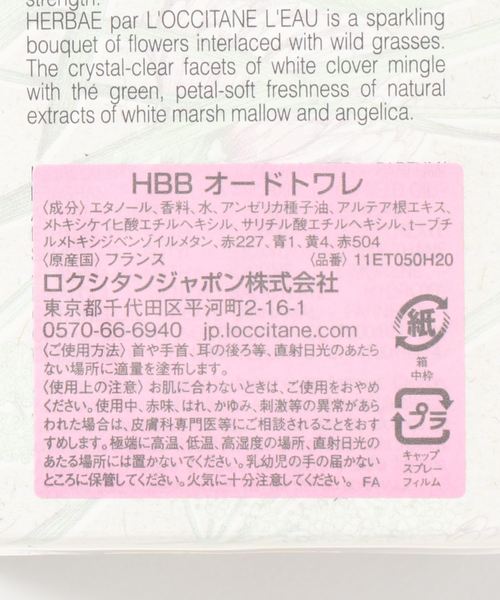 strength.
HERBAE par L'OCCITANE L'EAU is a sparkling
bouquet of flowers interlaced with wild grasses.
The crystal-clear facets of white clover mingle
with the green, petal-soft freshness of natural
extracts of white marsh mallow and angelica.
HBB オードトワレ
〈成分〉エタノール、香料、水、アンゼリカ種子油、アルテア根エキス、
メトキシケイヒ酸エチルヘキシル、サリチル酸エチルヘキシル、t-ブチ
ルメトキシジベンゾイルメタン、赤227、青1、黄4、赤504
〈原産国〉フランス 〈品番〉11ET050H20
ロクシタンジャポン株式会社
東京都千代田区平河町2-16-1
0570-66-6940 jp.loccitane.com
〈ご使用方法〉首や手首、耳の後ろ等、直射日光のあたら
ない場所に適量を塗布します。
〈使用上の注意〉お肌に合わないときは、ご使用をおやめ
ください。使用中、赤味、はれ、かゆみ、刺激等の異常があら
われた場合は、皮膚科専門医等にご相談されることをおす
すめします。極端に高温、低温、高湿度の場所、直射日光の
あたる場所には置かないでください。乳幼児の手の届かない
ところに保管してください。火気に十分注意してください。 FA
紙
箱
中枠
プラ
キャップ
スプレー
フィルム